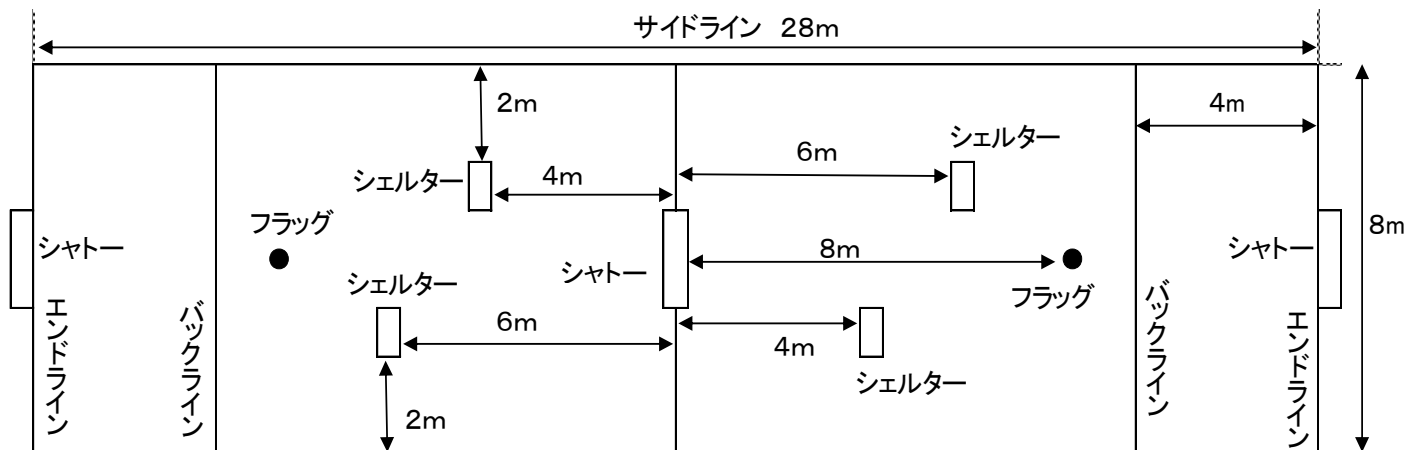 サイドライン 28m
2m
4m
シェルター
6m
シェルター
4m
フラッグ
8m
シャトー
シャトー
8m
シャトー
シェルター
フラッグ
エンドライン
バックライン
6m
4m
バックライン
エンドライン
シェルター
2m